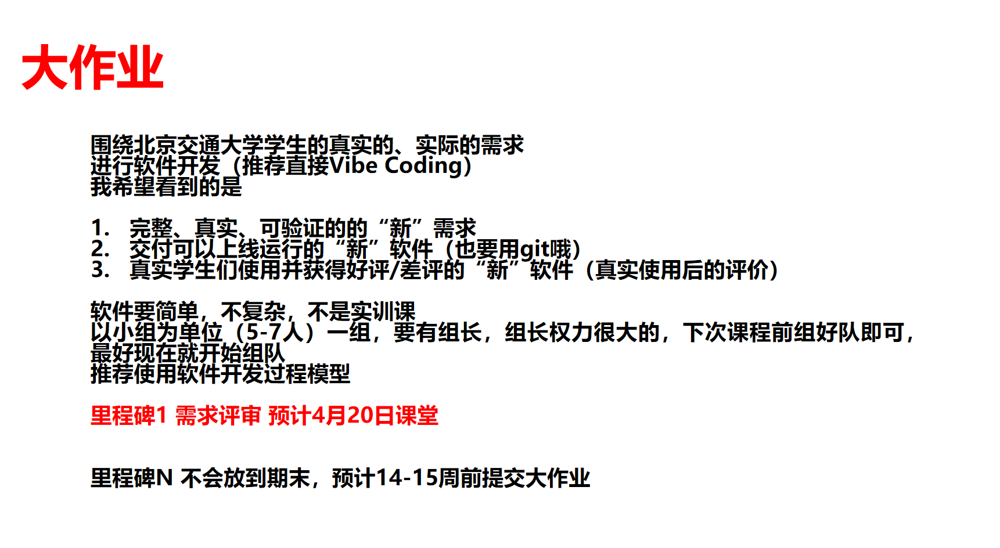 大作业
围绕北京交通大学学生的真实的、实际的需求
进行软件开发（推荐直接Vibe Coding）
我希望看到的是
1. 完整、真实、可验证的的“新”需求
2. 交付可以上线运行的“新”软件（也要用git哦）
3. 真实学生们使用并获得好评/差评的“新”软件（真实使用后的评价）
软件要简单，不复杂，不是实训课
以小组为单位（5-7人）一组，要有组长，组长权力很大的，下次课程前组好队即可，
最好现在就开始组队
推荐使用软件开发过程模型
里程碑1 需求评审 预计4月20日课堂
里程碑N 不会放到期末，预计14-15周前提交大作业